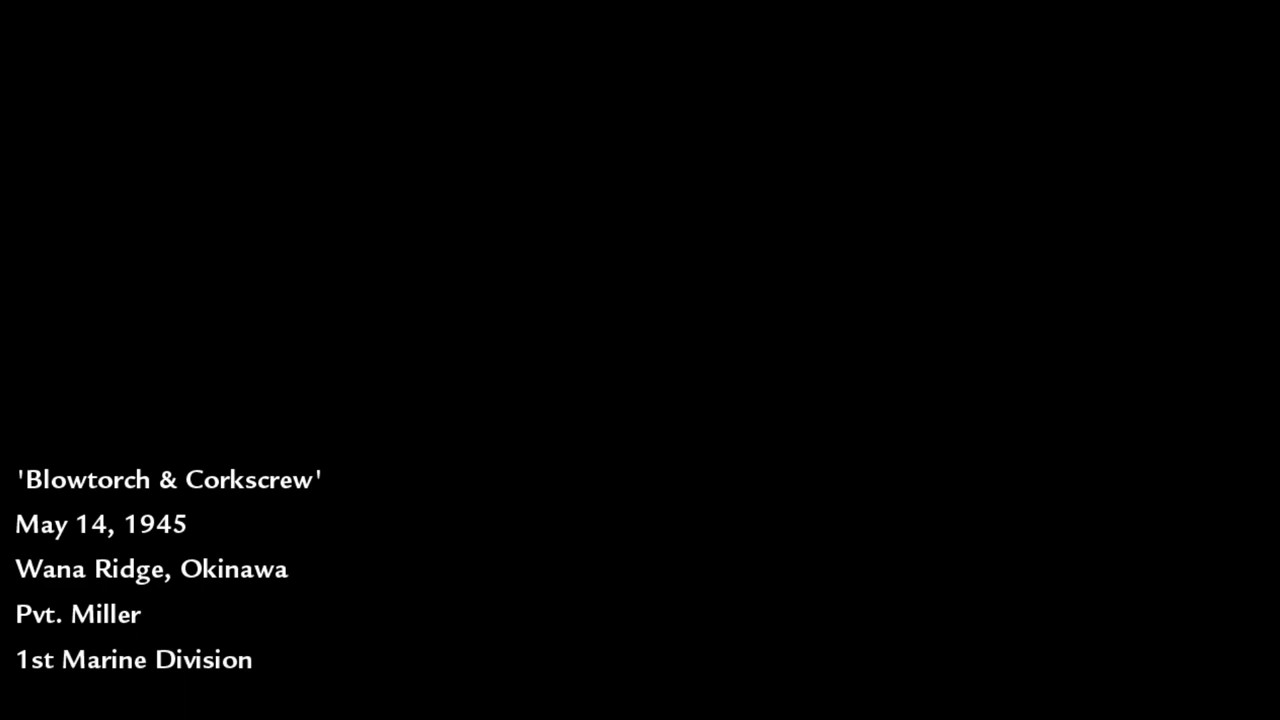 'Blowtorch & Corkscrew'
May 14, 1945
Wana Ridge, Okinawa
Pvt. Miller
1st Marine Division